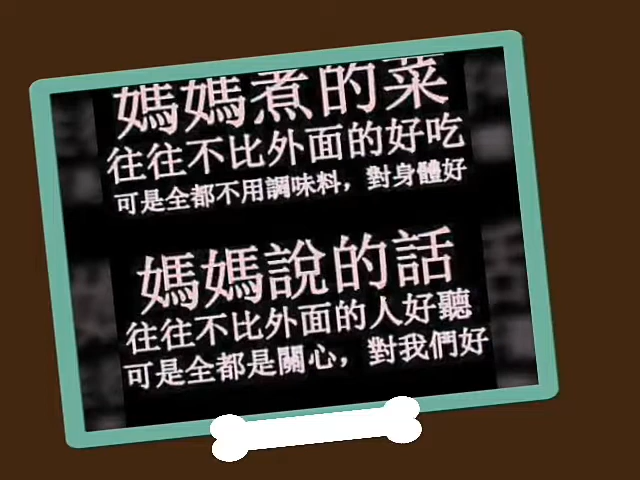 媽媽煮的菜
往往不比外面的好吃
可是全都不用調味料，對身體好
媽媽說的話
往往不比外面的人好聽
可是全都是關心，對我們好